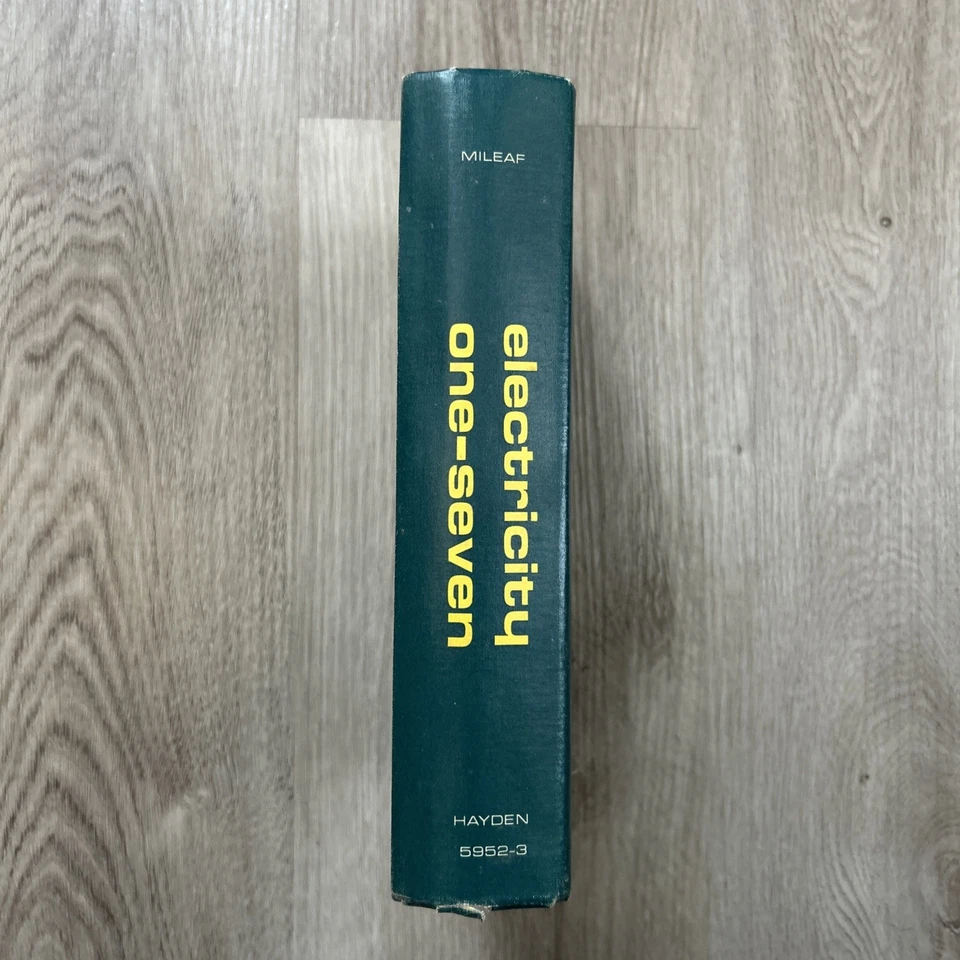 MILEAF
electricity
one-seven
HAYDEN
5952-3